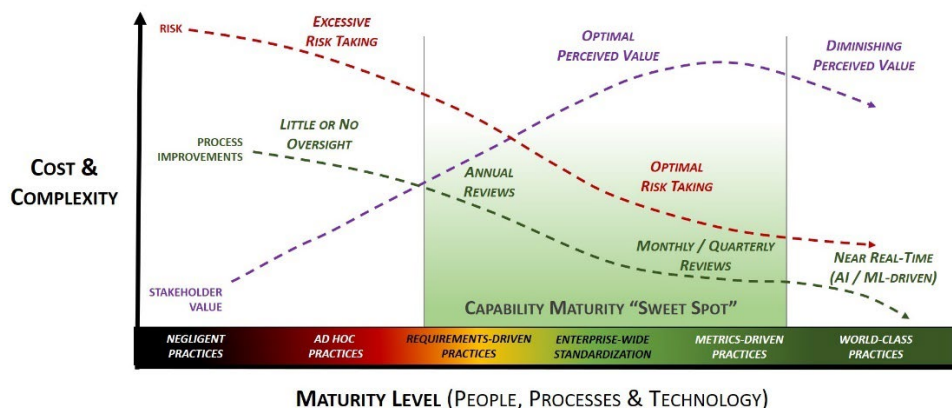 RISK
EXCESSIVE
RISK TAKING
OPTIMAL
PERCEIVED VALUE
DIMINISHING
PERCEIVED VALUE
LITTLE OR NO
OVERSIGHT
PROCESS
IMPROVEMENTS
ANNUAL
REVIEWS
OPTIMAL
RISK TAKING
COST &
COMPLEXITY
MONTHLY / QUARTERLY
REVIEWS
NEAR REAL-TIME
(AI / ML-DRIVEN)
STAKEHOLDER
VALUE
CAPABILITY MATURITY “SWEET SPOT”
NEGLIGENT
PRACTICES
AD HOC
PRACTICES
REQUIREMENTS-DRIVEN
PRACTICES
ENTERPRISE-WIDE
STANDARDIZATION
METRICS-DRIVEN
PRACTICES
WORLD-CLASS
PRACTICES
MATURITY LEVEL (PEOPLE, PROCESSES & TECHNOLOGY)